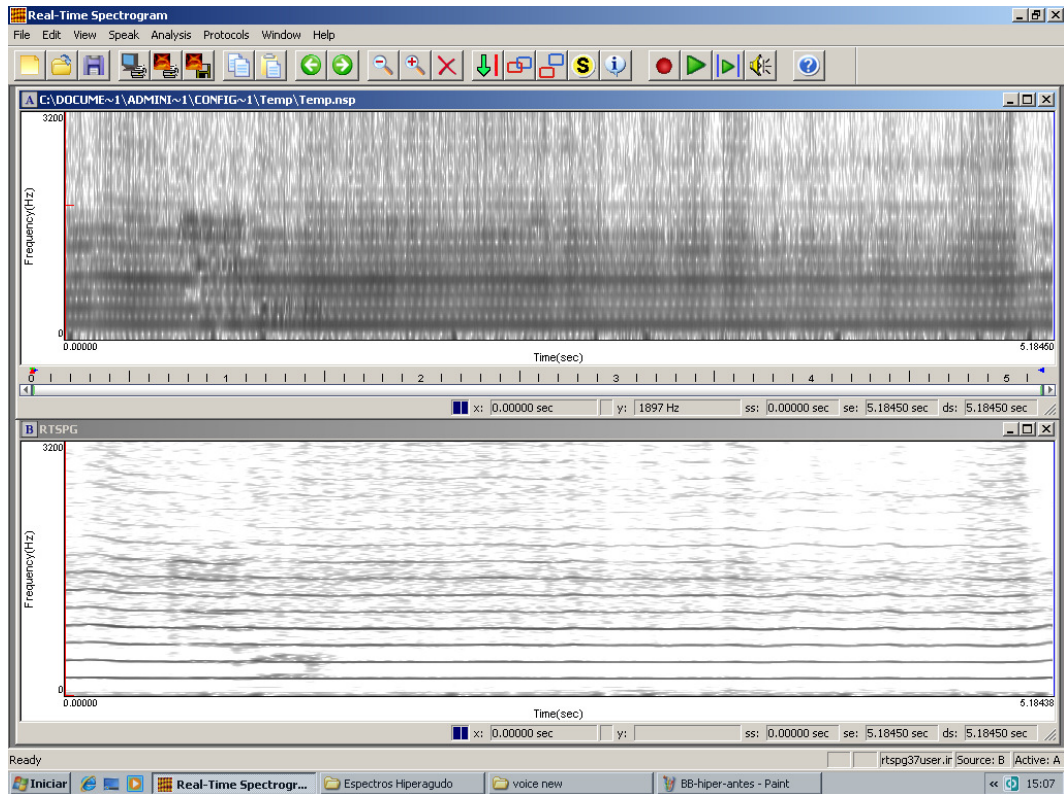 Real-Time Spectrogram
File Edit View Speak Analysis Protocols Window Help
S
A C:\DOCUME~1\ADMINI~1\CONFIG~1\Temp\Temp.nsp
3200
Frequency(Hz)
0
0.00000 5.18450
Time(sec)
0 1 2 3 4 5
x: 0.00000 sec y: 1897 Hz ss: 0.00000 sec se: 5.18450 sec ds: 5.18450 sec
B RTSPG
3200
Frequency(Hz)
0
0.00000 5.18438
Time(sec)
x: 0.00000 sec y: ss: 0.00000 sec se: 5.18450 sec ds: 5.18450 sec
Ready rtspg37user.ir Source: B Active: A
Iniciar Real-Time Spectrogr... Espectros Hiperagudo voice new BB-hiper-antes - Paint « 15:07